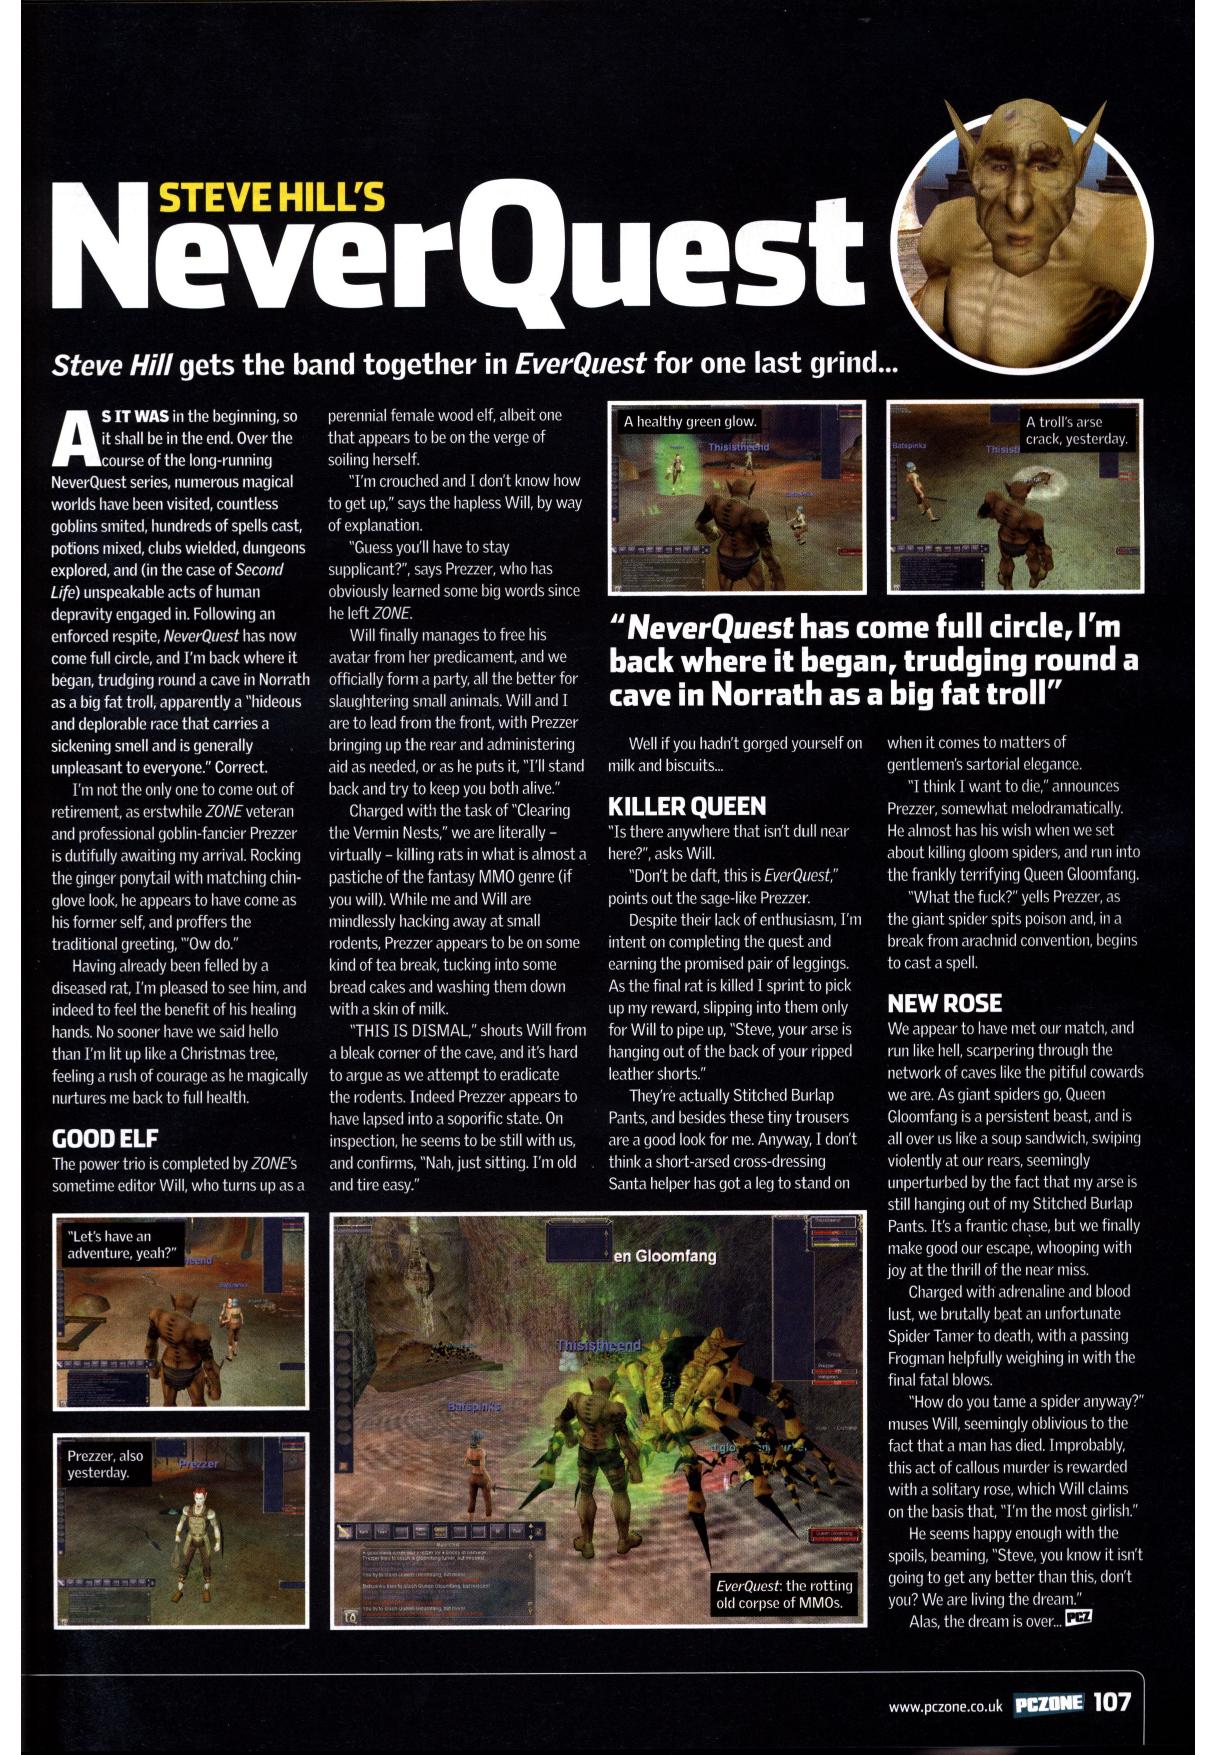 STEVE HILL'S
NeverQuest
Steve Hill gets the band together in EverQuest for one last grind...
AS IT WAS in the beginning, so
it shall be in the end. Over the
course of the long-running
NeverQuest series, numerous magical
worlds have been visited, countless
goblins smited, hundreds of spells cast,
potions mixed, clubs wielded, dungeons
explored, and (in the case of Second
Life) unspeakable acts of human
depravity engaged in. Following an
enforced respite, NeverQuest has now
come full circle, and I'm back where it
began, trudging round a cave in Norrath
as a big fat troll, apparently a "hideous
and deplorable race that carries a
sickening smell and is generally
unpleasant to everyone." Correct.
I'm not the only one to come out of
retirement, as erstwhile ZONE veteran
and professional goblin-fancier Prezzer
is dutifully awaiting my arrival. Rocking
the ginger ponytail with matching chin-
glove look, he appears to have come as
his former self, and proffers the
traditional greeting, "'Ow do."
Having already been felled by a
diseased rat, I'm pleased to see him, and
indeed to feel the benefit of his healing
hands. No sooner have we said hello
than I'm lit up like a Christmas tree,
feeling a rush of courage as he magically
nurtures me back to full health.
GOOD ELF
The power trio is completed by ZONE's
sometime editor Will, who turns up as a
perennial female wood elf, albeit one
that appears to be on the verge of
soiling herself.
"I'm crouched and I don't know how
to get up," says the hapless Will, by way
of explanation.
"Guess you'll have to stay
supplicant?", says Prezzer, who has
obviously learned some big words since
he left ZONE.
Will finally manages to free his
avatar from her predicament, and we
officially form a party, all the better for
slaughtering small animals. Will and I
are to lead from the front, with Prezzer
bringing up the rear and administering
aid as needed, or as he puts it, "I'll stand
back and try to keep you both alive."
Charged with the task of "Clearing
the Vermin Nests," we are literally –
virtually – killing rats in what is almost a
pastiche of the fantasy MMO genre (if
you will). While me and Will are
mindlessly hacking away at small
rodents, Prezzer appears to be on some
kind of tea break, tucking into some
bread cakes and washing them down
with a skin of milk.
"THIS IS DISMAL," shouts Will from
a bleak corner of the cave, and it's hard
to argue as we attempt to eradicate
the rodents. Indeed Prezzer appears to
have lapsed into a soporific state. On
inspection, he seems to be still with us,
and confirms, "Nah, just sitting. I'm old
and tire easy."
A healthy green glow.
Thisistheend
A troll's arse
crack, yesterday.
Batspinks
"NeverQuest has come full circle, I'm
back where it began, trudging round a
cave in Norrath as a big fat troll"
Well if you hadn't gorged yourself on
milk and biscuits...
KILLER QUEEN
"Is there anywhere that isn't dull near
here?", asks Will.
"Don't be daft, this is EverQuest,"
points out the sage-like Prezzer.
Despite their lack of enthusiasm, I'm
intent on completing the quest and
earning the promised pair of leggings.
As the final rat is killed I sprint to pick
up my reward, slipping into them only
for Will to pipe up, "Steve, your arse is
hanging out of the back of your ripped
leather shorts."
They're actually Stitched Burlap
Pants, and besides these tiny trousers
are a good look for me. Anyway, I don't
think a short-arsed cross-dressing
Santa helper has got a leg to stand on
when it comes to matters of
gentlemen's sartorial elegance.
"I think I want to die," announces
Prezzer, somewhat melodramatically.
He almost has his wish when we set
about killing gloom spiders, and run into
the frankly terrifying Queen Gloomfang.
"What the fuck?" yells Prezzer, as
the giant spider spits poison and, in a
break from arachnid convention, begins
to cast a spell.
NEW ROSE
We appear to have met our match, and
run like hell, scarpering through the
network of caves like the pitiful cowards
we are. As giant spiders go, Queen
Gloomfang is a persistent beast, and is
all over us like a soup sandwich, swiping
violently at our rears, seemingly
unperturbed by the fact that my arse is
still hanging out of my Stitched Burlap
Pants. It's a frantic chase, but we finally
make good our escape, whooping with
joy at the thrill of the near miss.
Charged with adrenaline and blood
lust, we brutally beat an unfortunate
Spider Tamer to death, with a passing
Frogman helpfully weighing in with the
final fatal blows.
"How do you tame a spider anyway?"
muses Will, seemingly oblivious to the
fact that a man has died. Improbably,
this act of callous murder is rewarded
with a solitary rose, which Will claims
on the basis that, "I'm the most girlish."
He seems happy enough with the
spoils, beaming, "Steve, you know it isn't
going to get any better than this, don't
you? We are living the dream."
Alas, the dream is over... PCZ
"Let's have an
adventure, yeah?"
Prezzer, also
yesterday.
Prezzer
en Gloomfang
Thisistheend
Batspinks
EverQuest: the rotting
old corpse of MMOs.
www.pczone.co.uk PCZONE 107